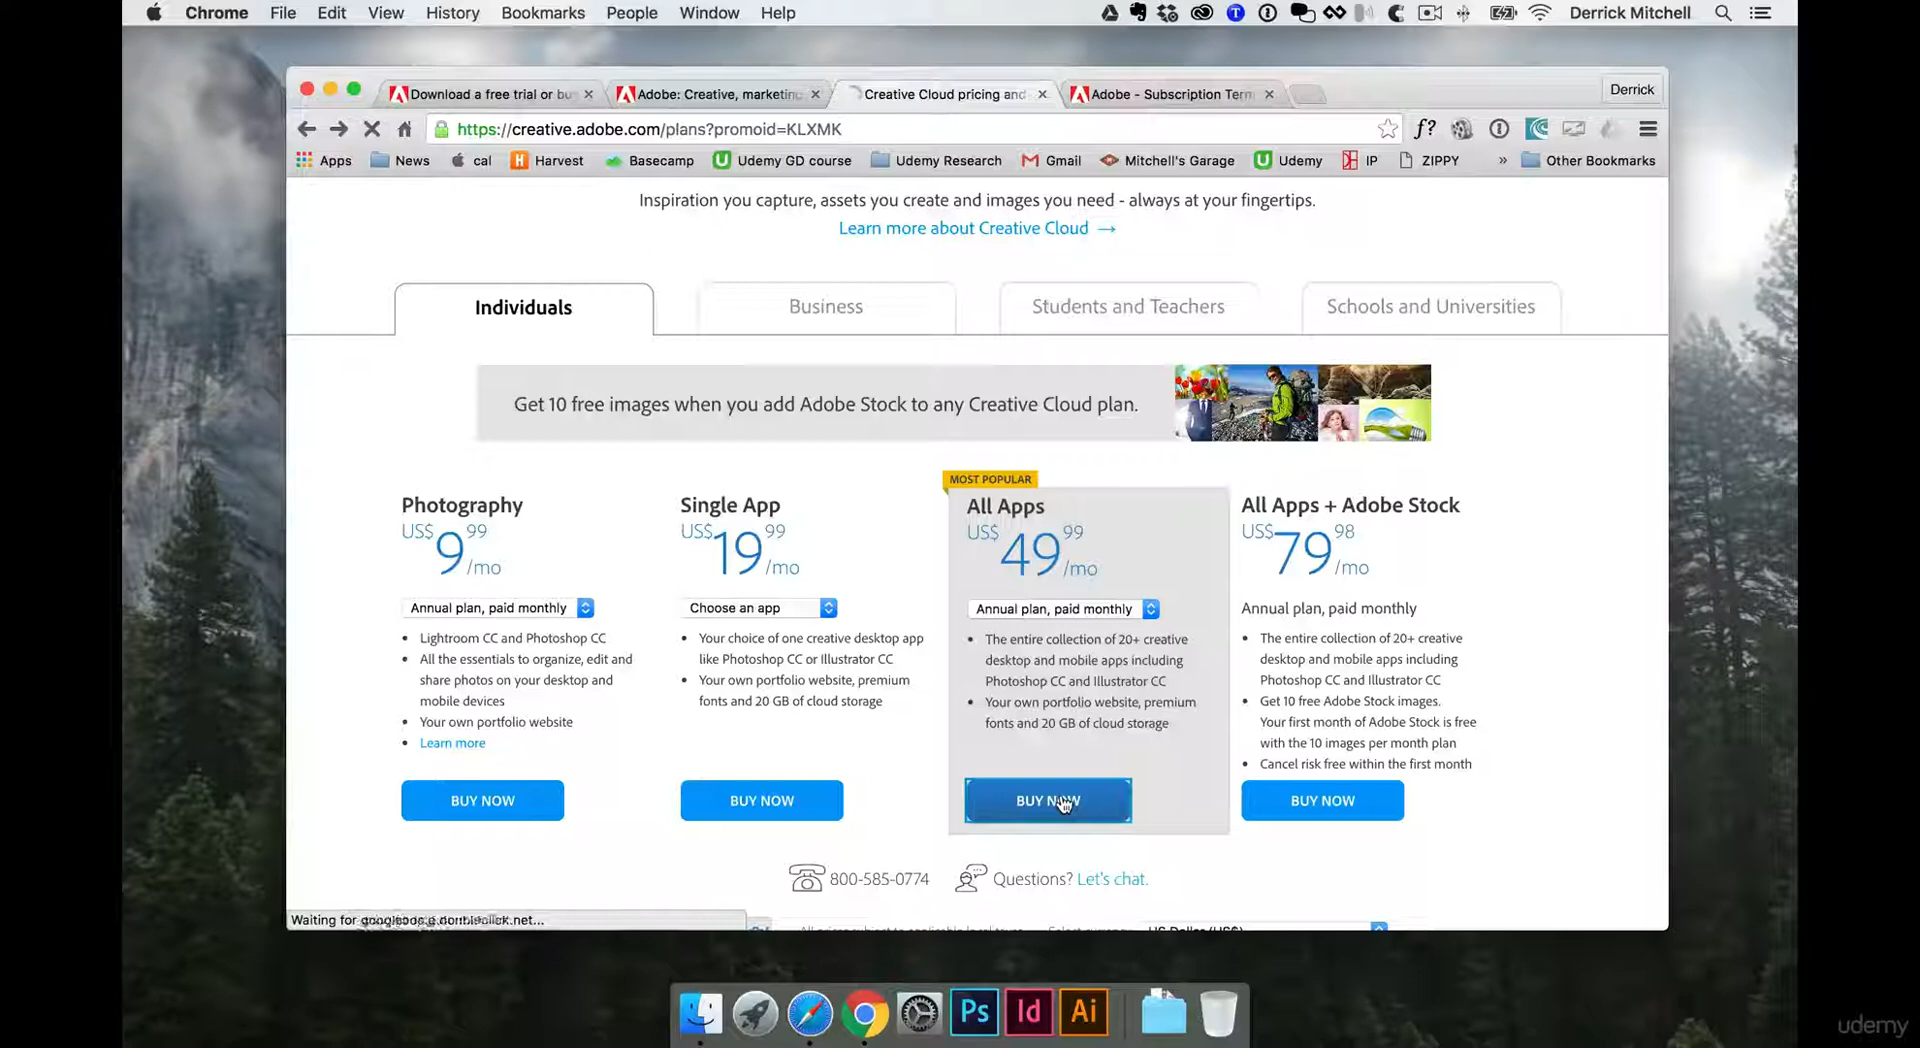 Chrome File Edit View History Bookmarks People Window Help Derrick Mitchell
Download a free trial or bu Adobe: Creative, marketing Creative Cloud pricing and Adobe - Subscription Term Derrick
https://creative.adobe.com/plans?promoid=KLXMK f?
Apps News cal Harvest Basecamp Udemy GD course Udemy Research Gmail Mitchell's Garage Udemy IP ZIPPY » Other Bookmarks
Inspiration you capture, assets you create and images you need - always at your fingertips.
Learn more about Creative Cloud →
Individuals Business Students and Teachers Schools and Universities
Get 10 free images when you add Adobe Stock to any Creative Cloud plan.
Photography
US$ 9 99 /mo
Annual plan, paid monthly
• Lightroom CC and Photoshop CC
• All the essentials to organize, edit and
share photos on your desktop and
mobile devices
• Your own portfolio website
• Learn more
BUY NOW
Single App
US$ 19 99 /mo
Choose an app
• Your choice of one creative desktop app
like Photoshop CC or Illustrator CC
• Your own portfolio website, premium
fonts and 20 GB of cloud storage
BUY NOW
MOST POPULAR
All Apps
US$ 49 99 /mo
Annual plan, paid monthly
• The entire collection of 20+ creative
desktop and mobile apps including
Photoshop CC and Illustrator CC
• Your own portfolio website, premium
fonts and 20 GB of cloud storage
BUY NOW
All Apps + Adobe Stock
US$ 79 98 /mo
Annual plan, paid monthly
• The entire collection of 20+ creative
desktop and mobile apps including
Photoshop CC and Illustrator CC
• Get 10 free Adobe Stock images.
Your first month of Adobe Stock is free
with the 10 images per month plan
• Cancel risk free within the first month
BUY NOW
800-585-0774 Questions? Let's chat.
Waiting for
US Dollar (US$)
Ps Id Ai
udemy